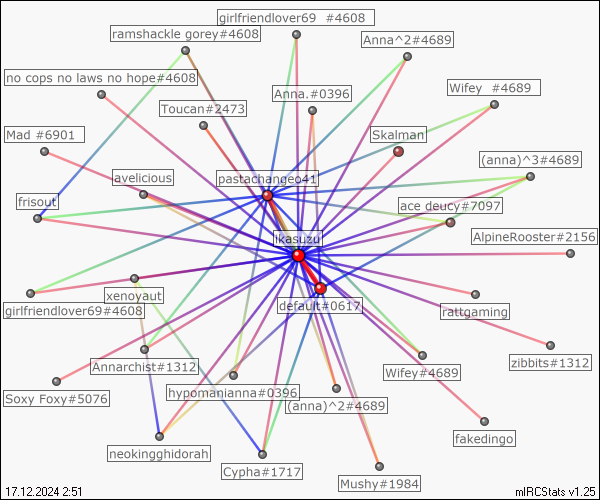 girlfriendlover69 #4608
ramshackle gorey#4608
Anna^2#4689
no cops no laws no hope#4608
Wifey #4689
Anna.#0396
Toucan#2473
Mad #6901
Skalman
(anna)^3#4689
avelicious
pastachangeo41
frisout
ace deucy#7097
ikasuzu
AlpineRooster#2156
xenoyaut
default#0617
girlfriendlover69#4608
rattgaming
Annarchist#1312
zibbits#1312
Wifey#4689
Soxy Foxy#5076
hypomanianna#0396
(anna)^2#4689
neokingghidorah
fakedingo
Cypha#1717
Mushy#1984
17.12.2024 2:51
mIRCStats v1.25